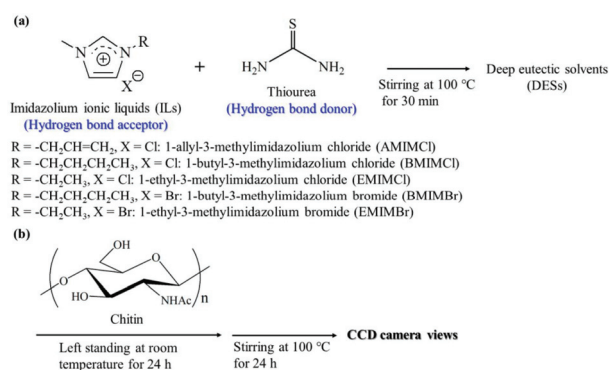 (a)
R
N
N
+
X⊖
S
H₂N
NH₂
+
Thiourea
(Hydrogen bond donor)
Imidazolium ionic liquids (ILs)
(Hydrogen bond acceptor)
Stirring at 100 °C
for 30 min
Deep eutectic solvents
(DESs)
R = -CH₂CH=CH₂, X = Cl: 1-allyl-3-methylimidazolium chloride (AMIMCl)
R = -CH₂CH₂CH₂CH₃, X = Cl: 1-butyl-3-methylimidazolium chloride (BMIMCl)
R = -CH₂CH₃, X = Cl: 1-ethyl-3-methylimidazolium chloride (EMIMCl)
R = -CH₂CH₂CH₂CH₃, X = Br: 1-butyl-3-methylimidazolium bromide (BMIMBr)
R = -CH₂CH₃, X = Br: 1-ethyl-3-methylimidazolium bromide (EMIMBr)
(b)
OH
O
O
HO
NHAc
n
Chitin
Left standing at room
temperature for 24 h
Stirring at 100 °C
for 24 h
CCD camera views